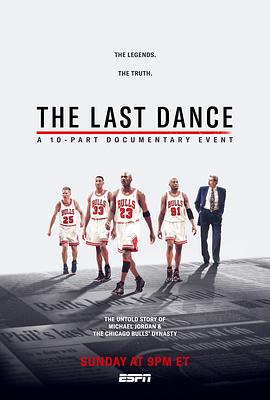 THE LEGENDS.
THE TRUTH.
THE LAST DANCE
A 10-PART DOCUMENTARY EVENT
BULLS
25
BULLS
33
BULLS
23
BULLS
91
THE UNTOLD STORY OF
MICHAEL JORDAN &
THE CHICAGO BULLS' DYNASTY
SUNDAY AT 9PM ET
ESPN